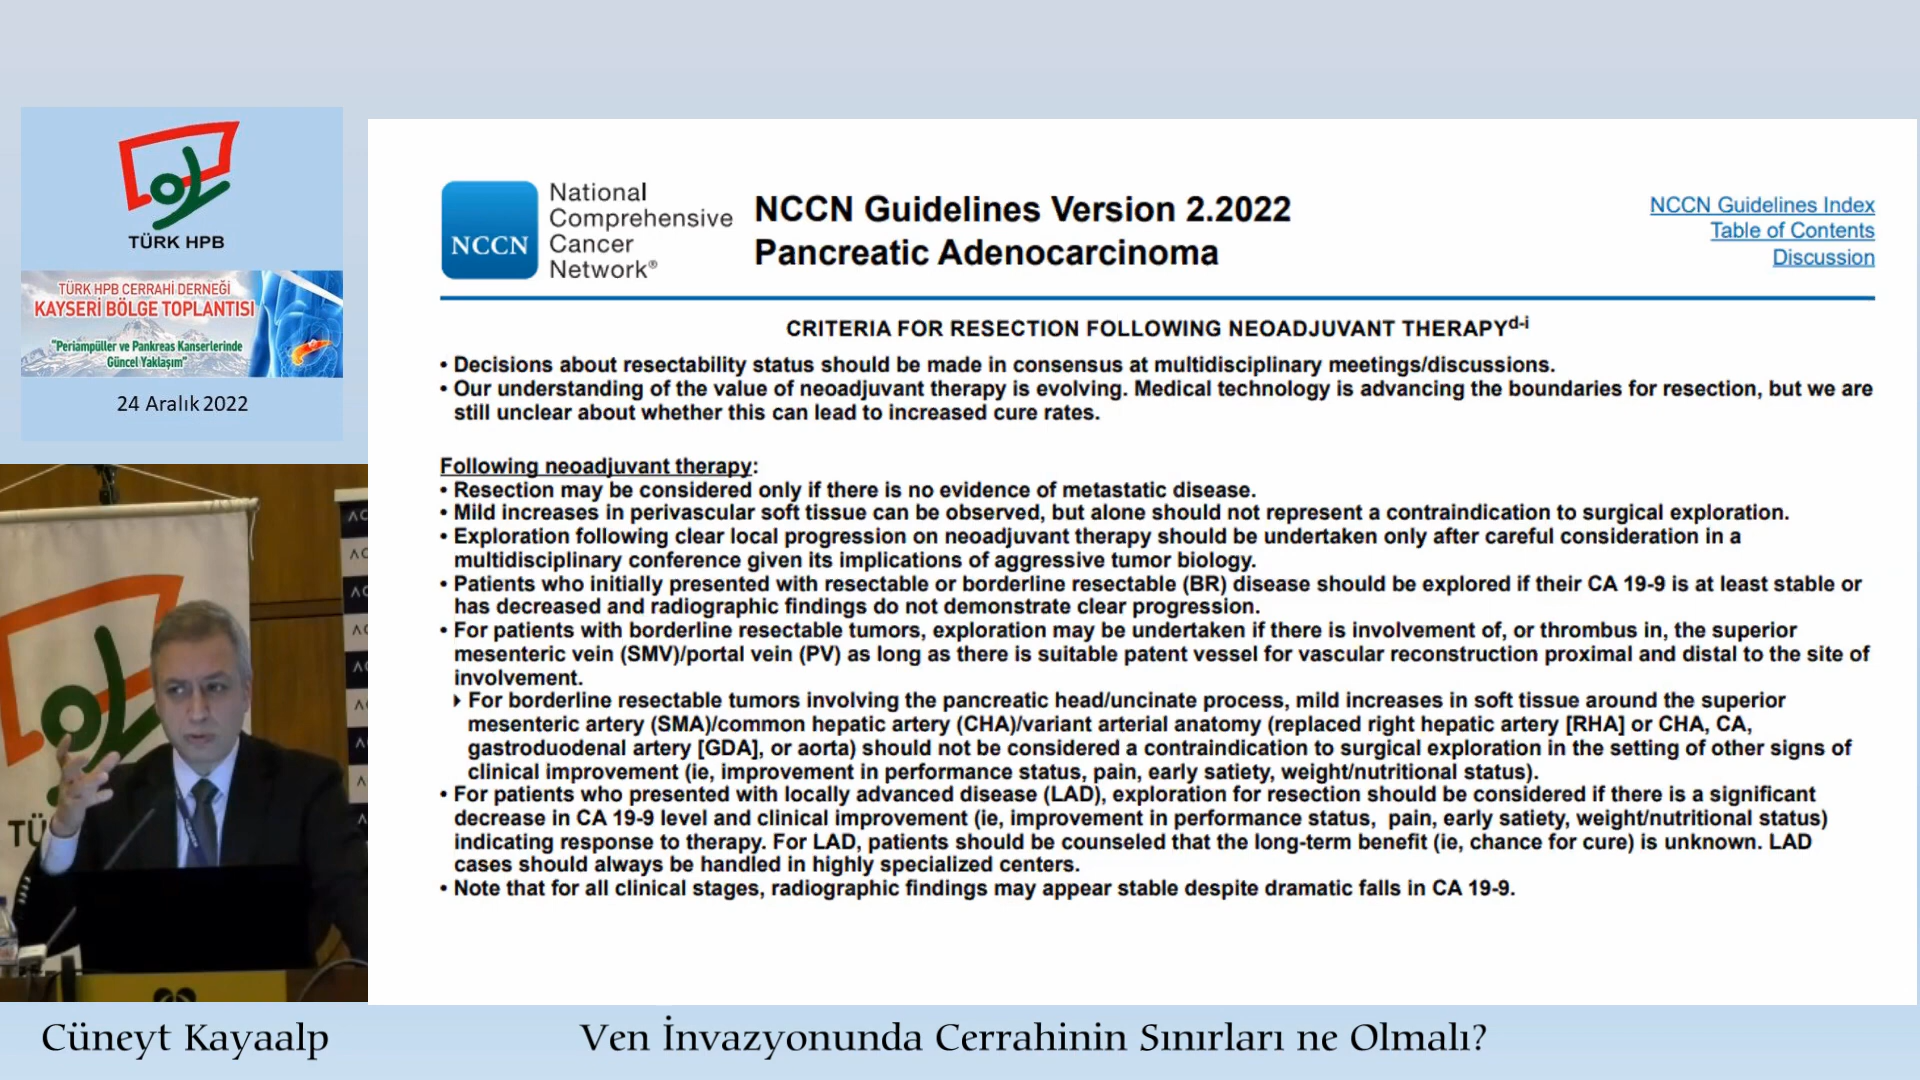 TÜRK HPB
TÜRK HPB CERRAHİ DERNEĞİ
KAYSERİ BÖLGE TOPLANTISI
"Periampüller ve Pankreas Kanserlerinde
Güncel Yaklaşım"
24 Aralık 2022
NCCN
National
Comprehensive
Cancer
Network®
NCCN Guidelines Version 2.2022
Pancreatic Adenocarcinoma
NCCN Guidelines Index
Table of Contents
Discussion
CRITERIA FOR RESECTION FOLLOWING NEOADJUVANT THERAPYd-i
• Decisions about resectability status should be made in consensus at multidisciplinary meetings/discussions.
• Our understanding of the value of neoadjuvant therapy is evolving. Medical technology is advancing the boundaries for resection, but we are
still unclear about whether this can lead to increased cure rates.
Following neoadjuvant therapy:
• Resection may be considered only if there is no evidence of metastatic disease.
• Mild increases in perivascular soft tissue can be observed, but alone should not represent a contraindication to surgical exploration.
• Exploration following clear local progression on neoadjuvant therapy should be undertaken only after careful consideration in a
multidisciplinary conference given its implications of aggressive tumor biology.
• Patients who initially presented with resectable or borderline resectable (BR) disease should be explored if their CA 19-9 is at least stable or
has decreased and radiographic findings do not demonstrate clear progression.
• For patients with borderline resectable tumors, exploration may be undertaken if there is involvement of, or thrombus in, the superior
mesenteric vein (SMV)/portal vein (PV) as long as there is suitable patent vessel for vascular reconstruction proximal and distal to the site of
involvement.
‣ For borderline resectable tumors involving the pancreatic head/uncinate process, mild increases in soft tissue around the superior
mesenteric artery (SMA)/common hepatic artery (CHA)/variant arterial anatomy (replaced right hepatic artery [RHA] or CHA, CA,
gastroduodenal artery [GDA], or aorta) should not be considered a contraindication to surgical exploration in the setting of other signs of
clinical improvement (ie, improvement in performance status, pain, early satiety, weight/nutritional status).
• For patients who presented with locally advanced disease (LAD), exploration for resection should be considered if there is a significant
decrease in CA 19-9 level and clinical improvement (ie, improvement in performance status, pain, early satiety, weight/nutritional status)
indicating response to therapy. For LAD, patients should be counseled that the long-term benefit (ie, chance for cure) is unknown. LAD
cases should always be handled in highly specialized centers.
• Note that for all clinical stages, radiographic findings may appear stable despite dramatic falls in CA 19-9.
Cüneyt Kayaalp
Ven İnvazyonunda Cerrahinin Sınırları ne Olmalı?